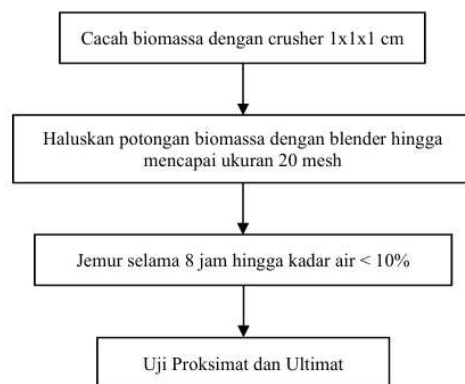 Cacah biomassa dengan crusher 1x1x1 cm
Haluskan potongan biomassa dengan blender hingga
mencapai ukuran 20 mesh
Jemur selama 8 jam hingga kadar air < 10%
Uji Proksimat dan Ultimat